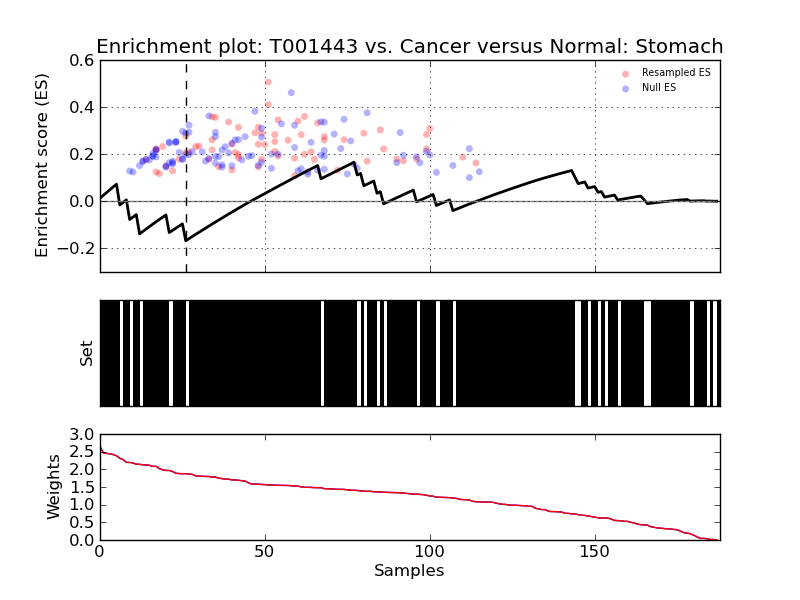 Enrichment plot: T001443 vs. Cancer versus Normal: Stomach
Enrichment score (ES)
0.6
0.4
0.2
0.0
−0.2
Resampled ES
Null ES
Set
Weights
3.0
2.5
2.0
1.5
1.0
0.5
0.0
0
50
100
150
Samples